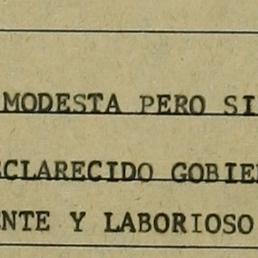 MODESTA PERO SI
CLARECIDO GOBIE
NTE Y LABORIOSO